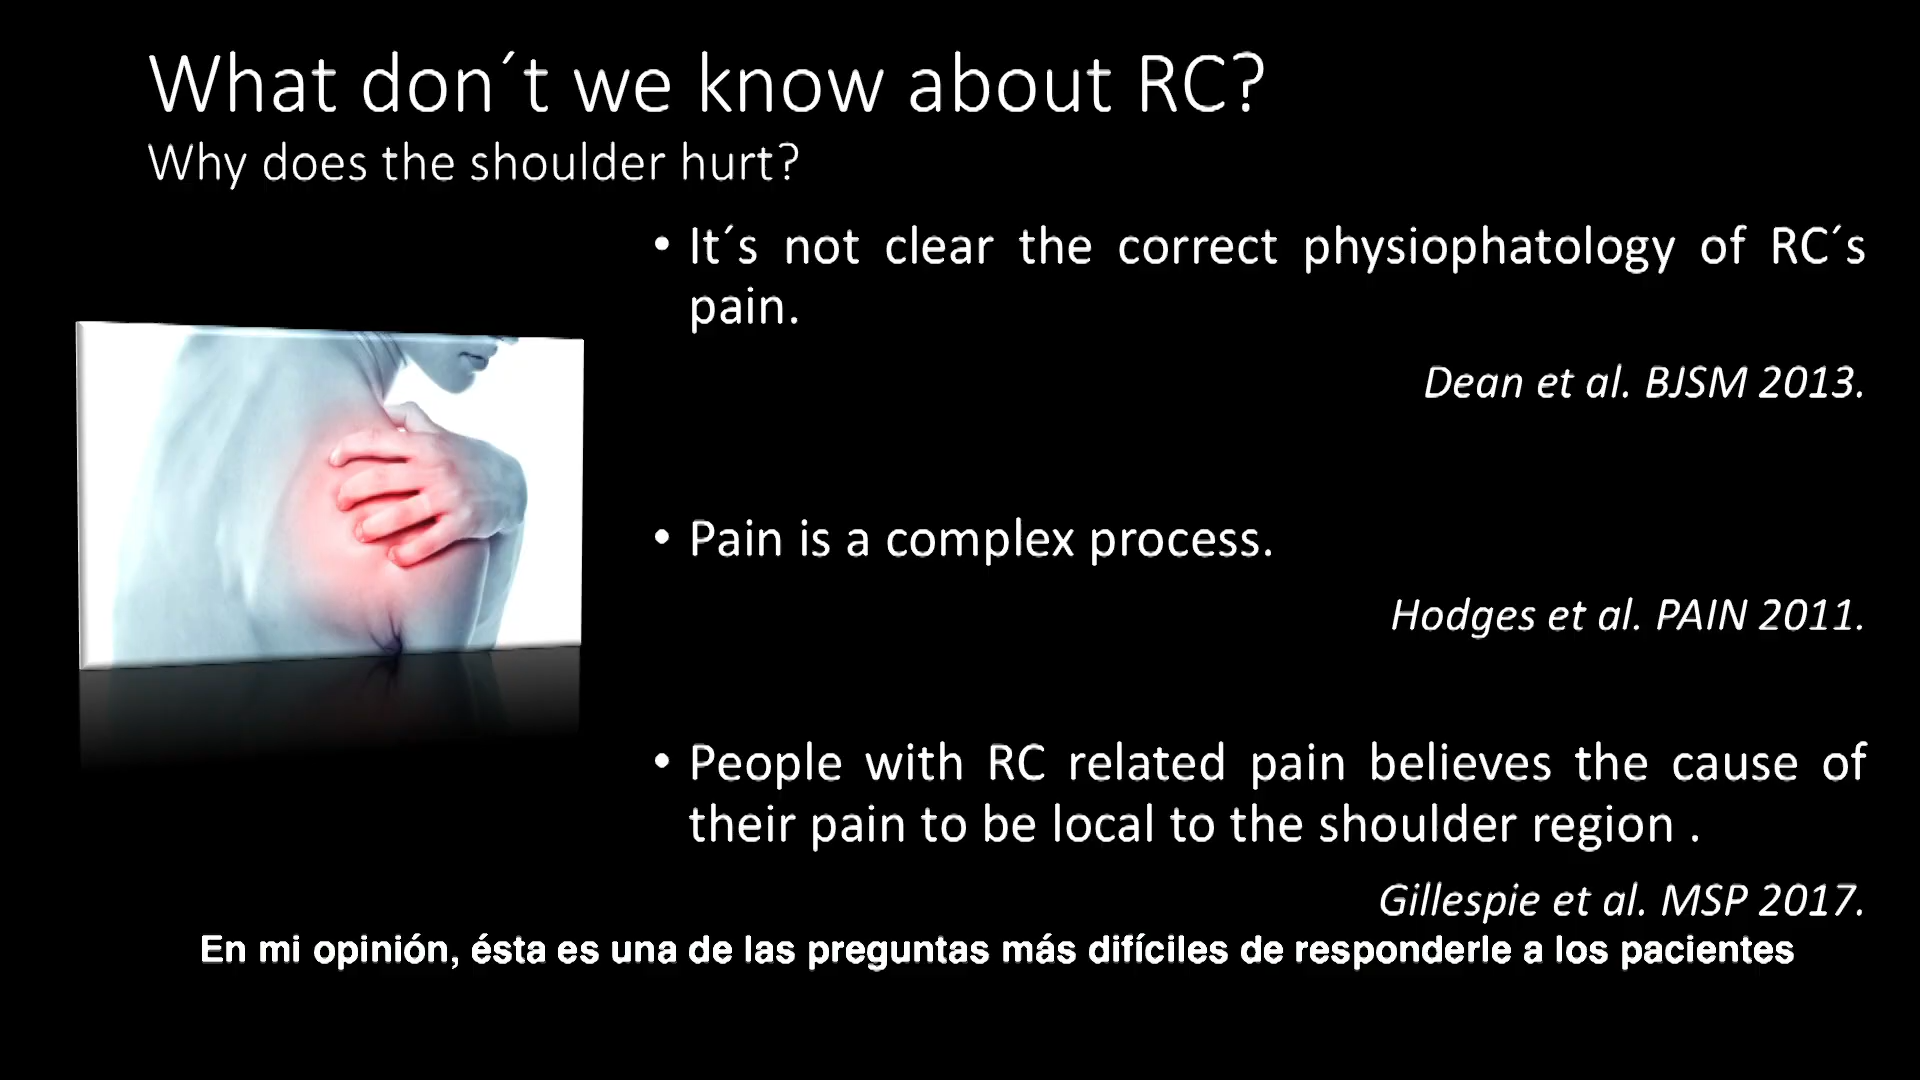 What don´t we know about RC?
Why does the shoulder hurt?
• It´s not clear the correct physiophatology of RC´s
pain.
Dean et al. BJSM 2013.
• Pain is a complex process.
Hodges et al. PAIN 2011.
• People with RC related pain believes the cause of
their pain to be local to the shoulder region .
Gillespie et al. MSP 2017.
En mi opinión, ésta es una de las preguntas más difíciles de responderle a los pacientes